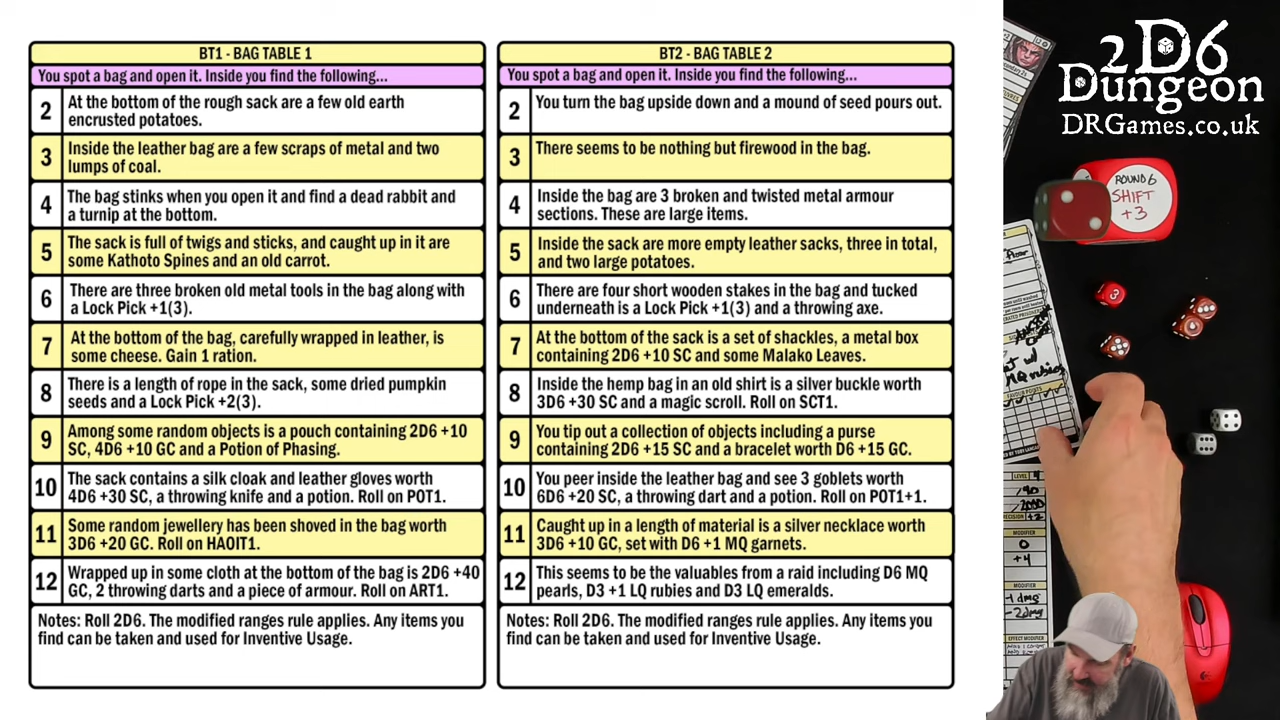 BT1 - BAG TABLE 1
You spot a bag and open it. Inside you find the following...
2 At the bottom of the rough sack are a few old earth
encrusted potatoes.
3 Inside the leather bag are a few scraps of metal and two
lumps of coal.
4 The bag stinks when you open it and find a dead rabbit and
a turnip at the bottom.
5 The sack is full of twigs and sticks, and caught up in it are
some Kathoto Spines and an old carrot.
6 There are three broken old metal tools in the bag along with
a Lock Pick +1(3).
7 At the bottom of the bag, carefully wrapped in leather, is
some cheese. Gain 1 ration.
8 There is a length of rope in the sack, some dried pumpkin
seeds and a Lock Pick +2(3).
9 Among some random objects is a pouch containing 2D6 +10
SC, 4D6 +10 GC and a Potion of Phasing.
10 The sack contains a silk cloak and leather gloves worth
4D6 +30 SC, a throwing knife and a potion. Roll on POT1.
11 Some random jewellery has been shoved in the bag worth
3D6 +20 GC. Roll on HAOIT1.
12 Wrapped up in some cloth at the bottom of the bag is 2D6 +40
GC, 2 throwing darts and a piece of armour. Roll on ART1.
Notes: Roll 2D6. The modified ranges rule applies. Any items you
find can be taken and used for Inventive Usage.
BT2 - BAG TABLE 2
You spot a bag and open it. Inside you find the following...
2 You turn the bag upside down and a mound of seed pours out.
3 There seems to be nothing but firewood in the bag.
4 Inside the bag are 3 broken and twisted metal armour
sections. These are large items.
5 Inside the sack are more empty leather sacks, three in total,
and two large potatoes.
6 There are four short wooden stakes in the bag and tucked
underneath is a Lock Pick +1(3) and a throwing axe.
7 At the bottom of the sack is a set of shackles, a metal box
containing 2D6 +10 SC and some Malako Leaves.
8 Inside the hemp bag in an old shirt is a silver buckle worth
3D6 +30 SC and a magic scroll. Roll on SCT1.
9 You tip out a collection of objects including a purse
containing 2D6 +15 SC and a bracelet worth D6 +15 GC.
10 You peer inside the leather bag and see 3 goblets worth
6D6 +20 SC, a throwing dart and a potion. Roll on POT1+1.
11 Caught up in a length of material is a silver necklace worth
3D6 +10 GC, set with D6 +1 MQ garnets.
12 This seems to be the valuables from a raid including D6 MQ
pearls, D3 +1 LQ rubies and D3 LQ emeralds.
Notes: Roll 2D6. The modified ranges rule applies. Any items you
find can be taken and used for Inventive Usage.
2D6
Dungeon
DRGames.co.uk
ROUND 6
SHIFT
+3
3
MQ rubies
FAVOUR POINTS
LEVEL 4
MODIFIER
0
+4
MODIFIER
-1 dmg
-2 dmg
EFFECT MODIFIER